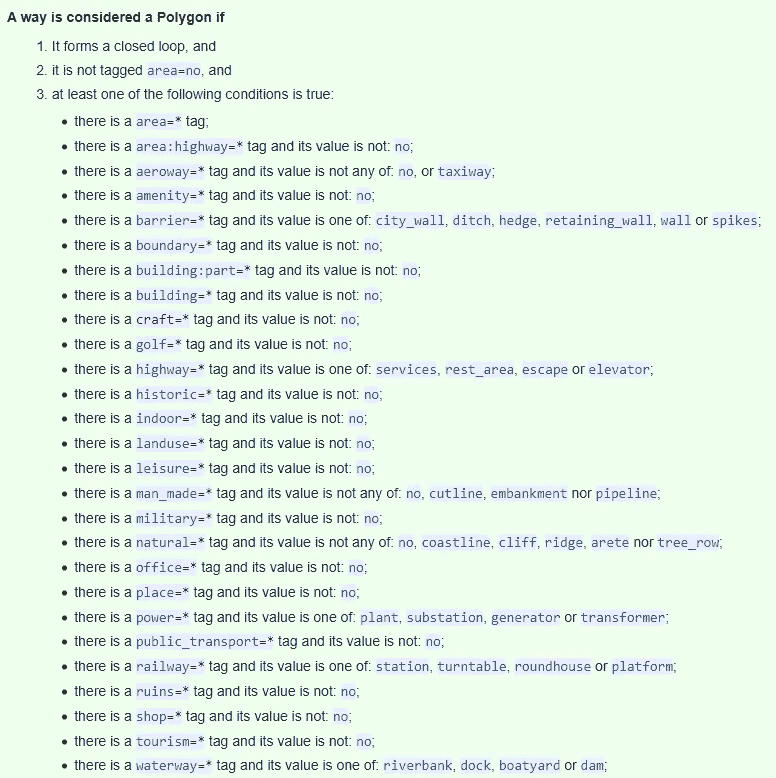 A way is considered a Polygon if
1. It forms a closed loop, and
2. it is not tagged area=no, and
3. at least one of the following conditions is true:
• there is a area=* tag;
• there is a area:highway=* tag and its value is not: no;
• there is a aeroway=* tag and its value is not any of: no, or taxiway;
• there is a amenity=* tag and its value is not: no;
• there is a barrier=* tag and its value is one of: city_wall, ditch, hedge, retaining_wall, wall or spikes;
• there is a boundary=* tag and its value is not: no;
• there is a building:part=* tag and its value is not: no;
• there is a building=* tag and its value is not: no;
• there is a craft=* tag and its value is not: no;
• there is a golf=* tag and its value is not: no;
• there is a highway=* tag and its value is one of: services, rest_area, escape or elevator;
• there is a historic=* tag and its value is not: no;
• there is a indoor=* tag and its value is not: no;
• there is a landuse=* tag and its value is not: no;
• there is a leisure=* tag and its value is not: no;
• there is a man_made=* tag and its value is not any of: no, cutline, embankment nor pipeline;
• there is a military=* tag and its value is not: no;
• there is a natural=* tag and its value is not any of: no, coastline, cliff, ridge, arete nor tree_row;
• there is a office=* tag and its value is not: no;
• there is a place=* tag and its value is not: no;
• there is a power=* tag and its value is one of: plant, substation, generator or transformer;
• there is a public_transport=* tag and its value is not: no;
• there is a railway=* tag and its value is one of: station, turntable, roundhouse or platform;
• there is a ruins=* tag and its value is not: no;
• there is a shop=* tag and its value is not: no;
• there is a tourism=* tag and its value is not: no;
• there is a waterway=* tag and its value is one of: riverbank, dock, boatyard or dam;